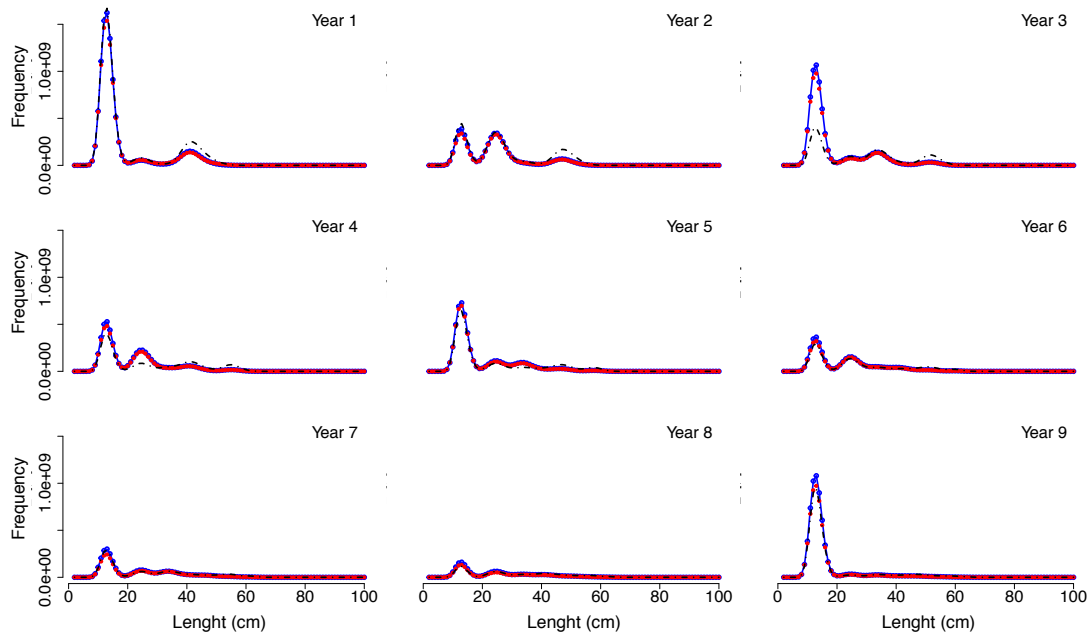 Year 1
Year 2
Year 3
Frequency
0.0e+00
1.0e+09
Year 4
Year 5
Year 6
Frequency
0.0e+00
1.0e+09
Year 7
Year 8
Year 9
Frequency
0.0e+00
1.0e+09
0 20 40 60 80 100
0 20 40 60 80 100
0 20 40 60 80 100
Lenght (cm)
Lenght (cm)
Lenght (cm)